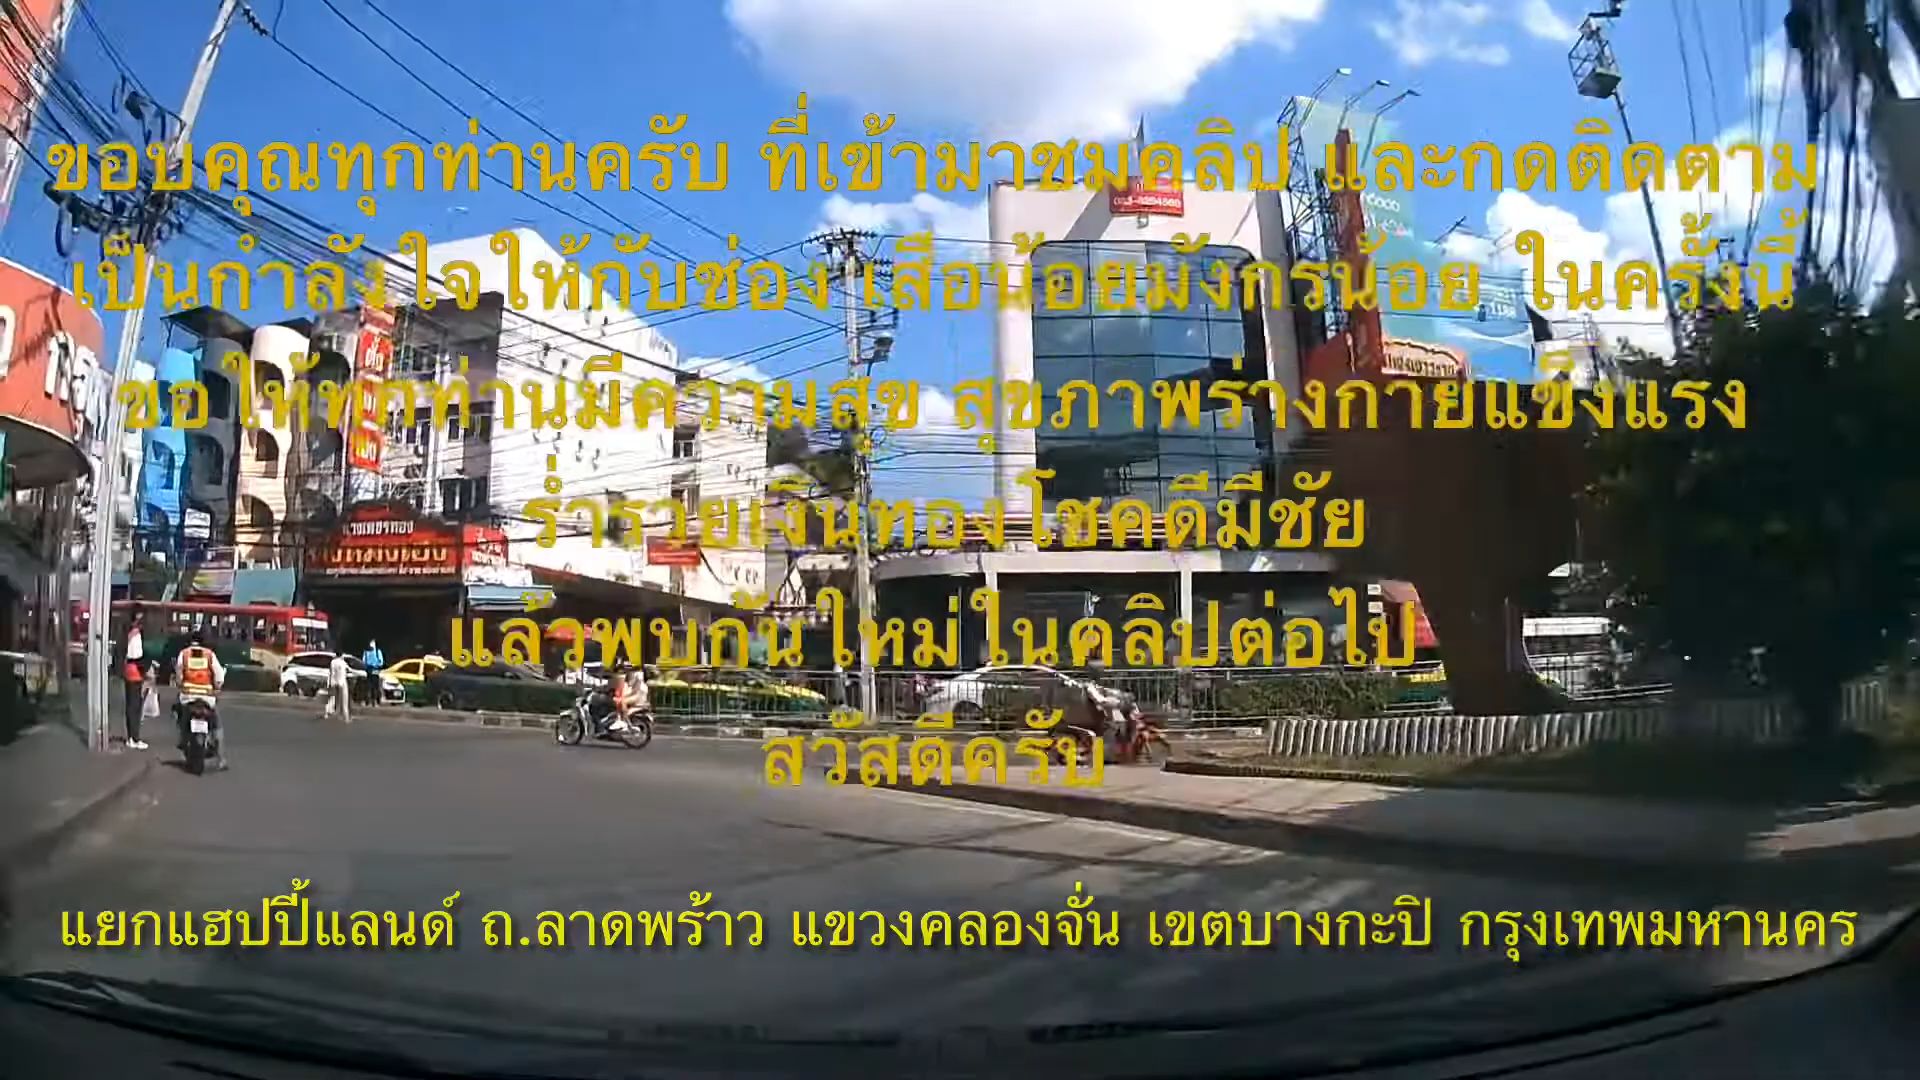 ขอบคุณทุกท่านครับ ที่เข้ามาชมคลิป และกดติดตาม
เป็นกำลังใจให้กับช่อง เสือน้อยมังกรน้อย ในครั้งนี้
ขอให้ทุกท่านมีความสุข สุขภาพร่างกายแข็งแรง
ร่ำรวยเงินทองโชคดีมีชัย
แล้วพบกันใหม่ในคลิปต่อไป
สวัสดีครับ
แยกแฮปปี้แลนด์ ถ.ลาดพร้าว แขวงคลองจั่น เขตบางกะปิ กรุงเทพมหานคร